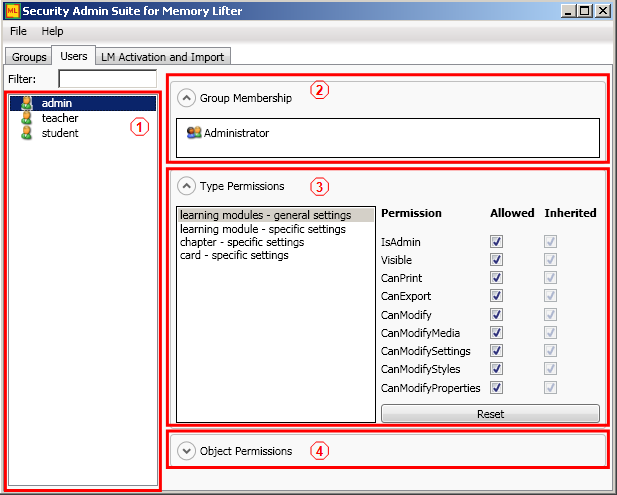 ML Security Admin Suite for Memory Lifter
File Help
Groups Users LM Activation and Import
Filter:
admin
teacher
student
1
Group Membership
2
Administrator
Type Permissions
3
learning modules - general settings
learning module - specific settings
chapter - specific settings
card - specific settings
Permission Allowed Inherited
IsAdmin
Visible
CanPrint
CanExport
CanModify
CanModifyMedia
CanModifySettings
CanModifyStyles
CanModifyProperties
Reset
Object Permissions
4